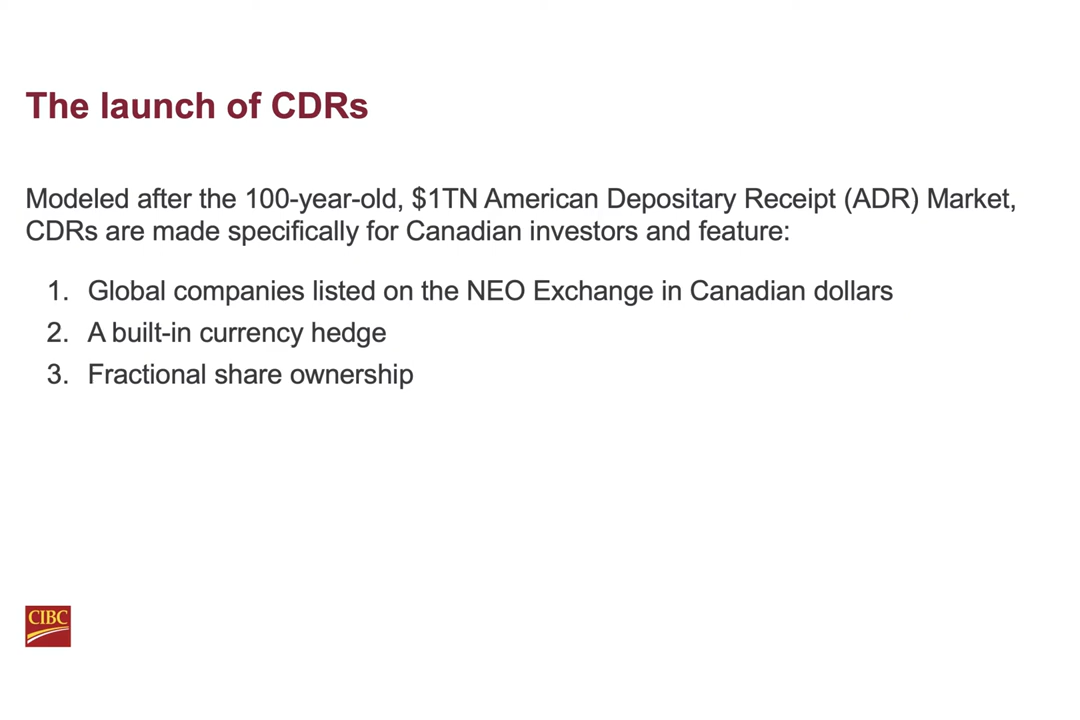 The launch of CDRs
Modeled after the 100-year-old, $1TN American Depositary Receipt (ADR) Market,
CDRs are made specifically for Canadian investors and feature:
1. Global companies listed on the NEO Exchange in Canadian dollars
2. A built-in currency hedge
3. Fractional share ownership
CIBC